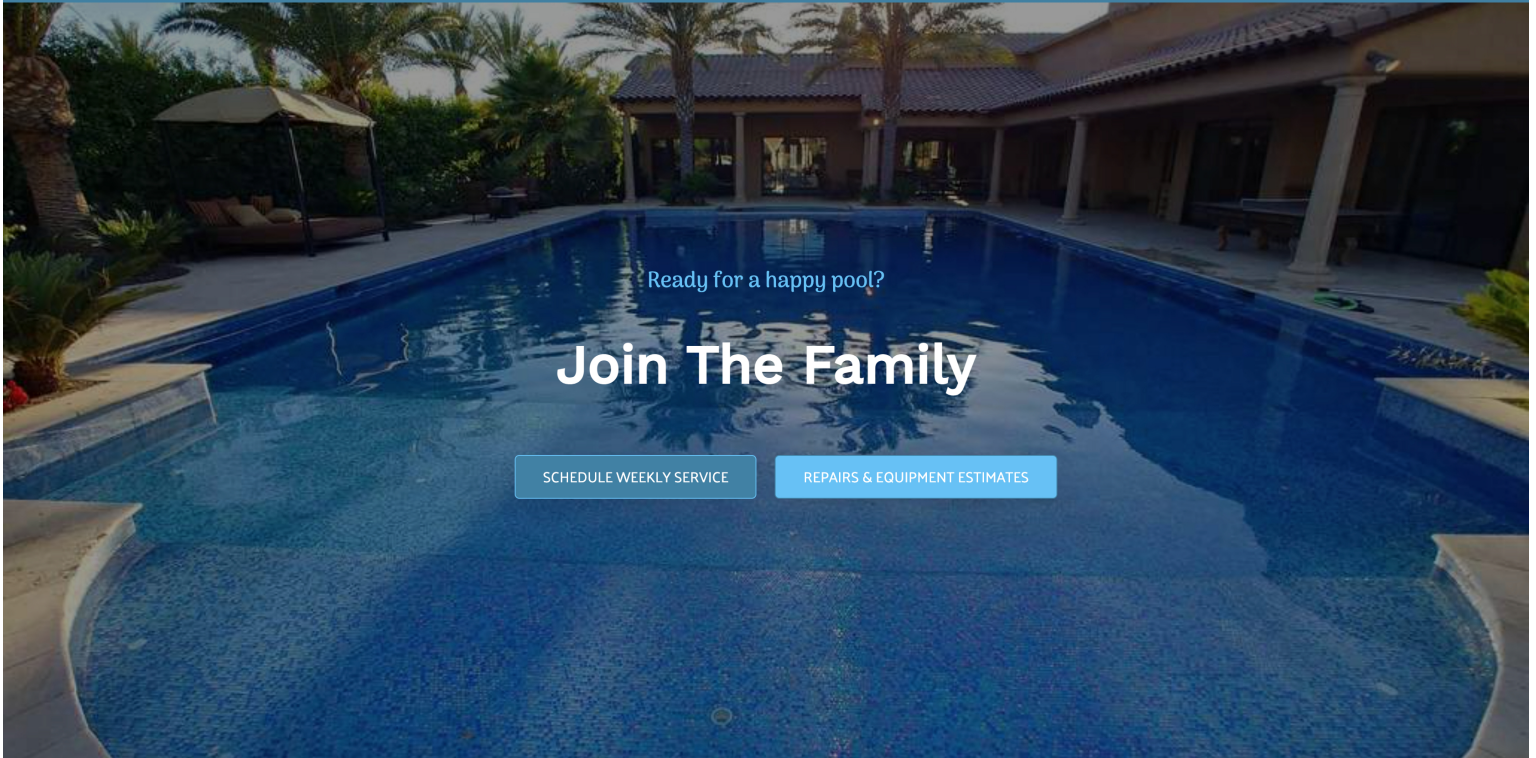 Ready for a happy pool?
Join The Family
SCHEDULE WEEKLY SERVICE
REPAIRS & EQUIPMENT ESTIMATES